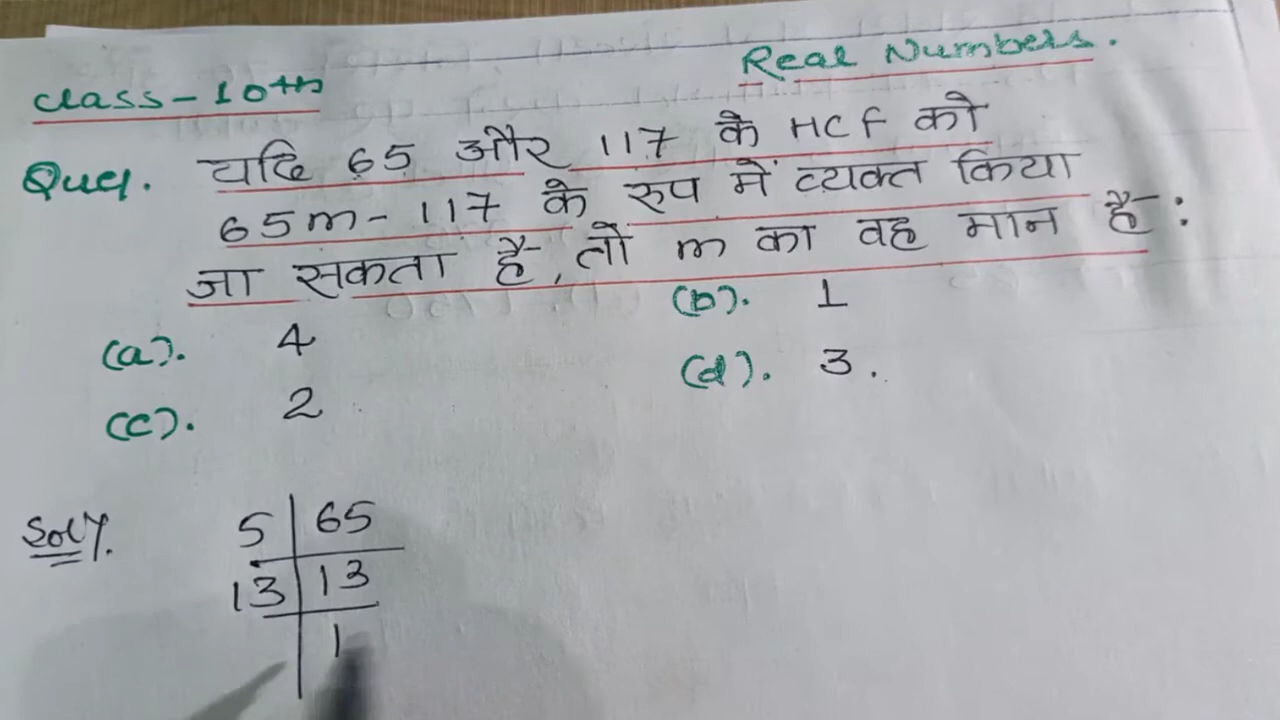 Class-10th
Real Numbers.
Que. यदि 65 और 117 के HCF को
65m-117 के रुप में व्यक्त किया
जा सकता है, तो m का वह मान है:
(a). 4
(b). 1
(c). 2
(d). 3.
Soly.
5 | 65
13 | 13
1